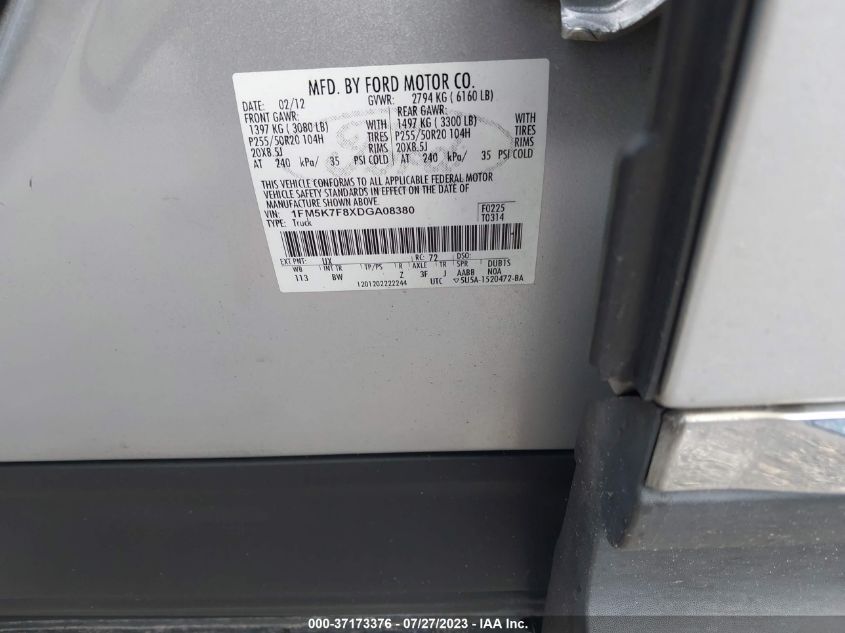 MFD. BY FORD MOTOR CO.
DATE: 02/12 GVWR: 2794 KG ( 6160 LB)
FRONT GAWR: REAR GAWR:
1397 KG ( 3080 LB) WITH 1497 KG ( 3300 LB) WITH
P255/50R20 104H TIRES P255/50R20 104H TIRES
20X8.5J RIMS 20X8.5J RIMS
AT 240 kPa/ 35 PSI COLD AT 240 kPa/ 35 PSI COLD
THIS VEHICLE CONFORMS TO ALL APPLICABLE FEDERAL MOTOR
VEHICLE SAFETY STANDARDS IN EFFECT ON THE DATE OF
MANUFACTURE SHOWN ABOVE.
VIN: 1FM5K7F8XDGA08380 F0225
TYPE: Truck T0314
EXT PNT: UX RC: 72 DSO:
WB INT TR TP/PS R AXLE TR SPR DUBTS
113 BW Z 3F J AABB N0A
1201202222244 UTC ▽5U5A-1520472-BA
000-37173376 | 07/27/2023 - IAA Inc.